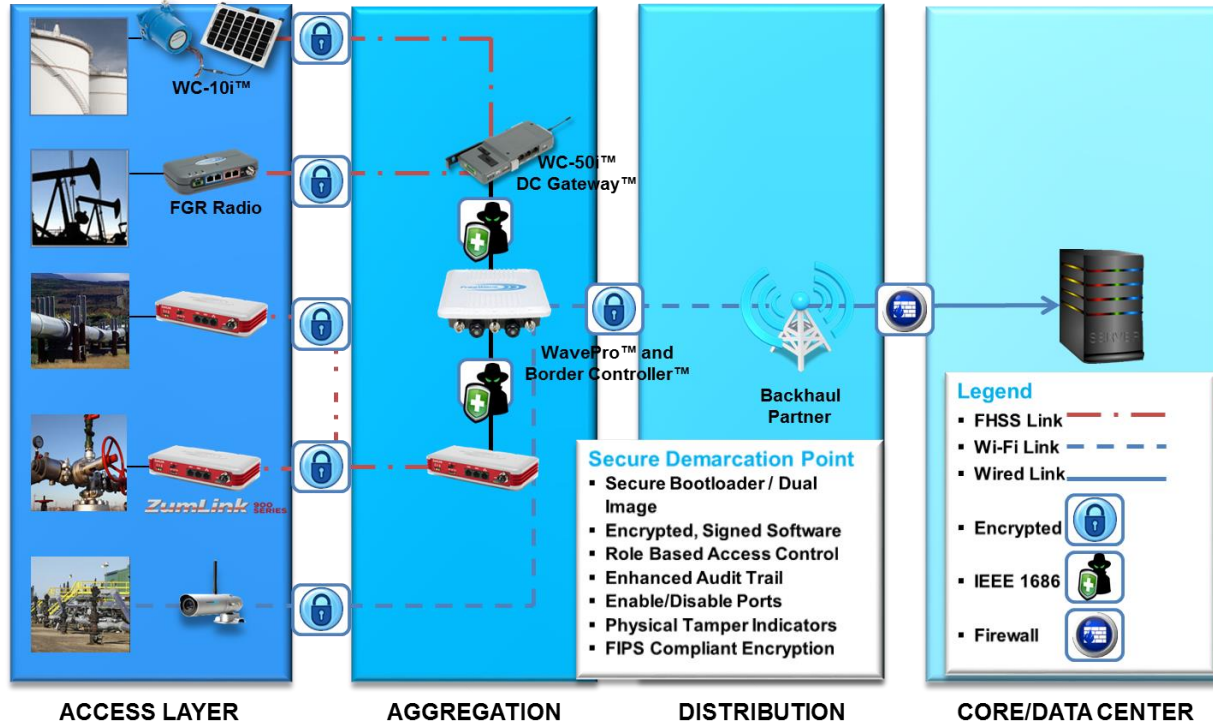 WC-10i™
FGR Radio
ZumLink 900
SERIES
WC-50i™
DC Gateway™
WavePro™ and
Border Controller™
Backhaul
Partner
SERVER
Secure Demarcation Point
▪ Secure Bootloader / Dual
Image
▪ Encrypted, Signed Software
▪ Role Based Access Control
▪ Enhanced Audit Trail
▪ Enable/Disable Ports
▪ Physical Tamper Indicators
▪ FIPS Compliant Encryption
Legend
▪ FHSS Link
▪ Wi-Fi Link
▪ Wired Link
▪ Encrypted
▪ IEEE 1686
▪ Firewall
ACCESS LAYER
AGGREGATION
DISTRIBUTION
CORE/DATA CENTER